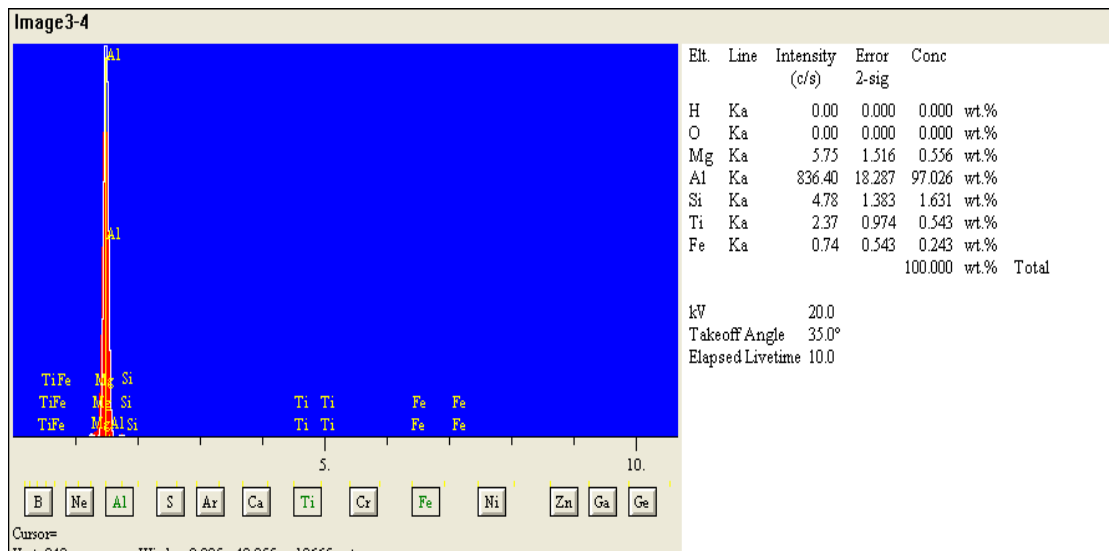 Image3-4
Al
Al
TiFe Mg Si
TiFe Mg Si Ti Ti Fe Fe
TiFe MgAl Si Ti Ti Fe Fe
5. 10.
B Ne Al S Ar Ca Ti Cr Fe Ni Zn Ga Ge
Cursor=
Elt. Line Intensity Error Conc
(c/s) 2-sig
H Ka 0.00 0.000 0.000 wt.%
O Ka 0.00 0.000 0.000 wt.%
Mg Ka 5.75 1.516 0.556 wt.%
Al Ka 836.40 18.287 97.026 wt.%
Si Ka 4.78 1.383 1.631 wt.%
Ti Ka 2.37 0.974 0.543 wt.%
Fe Ka 0.74 0.543 0.243 wt.%
100.000 wt.% Total
kV 20.0
Takeoff Angle 35.0°
Elapsed Livetime 10.0